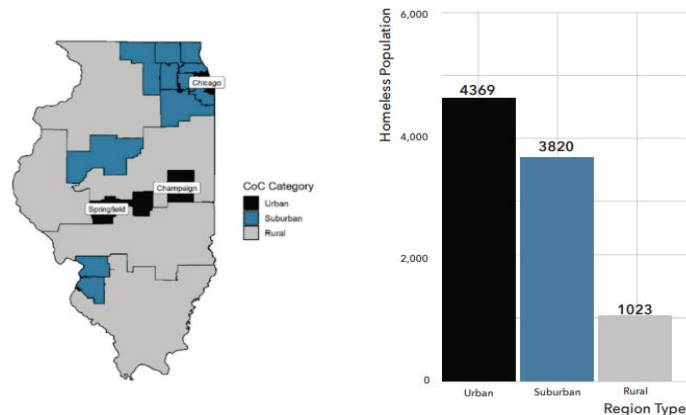 Chicago
Champaign
Springfield
CoC Category
Urban
Suburban
Rural
Homeless Population
6,000
4,000
2,000
0
4369
3820
1023
Urban
Suburban
Rural
Region Type